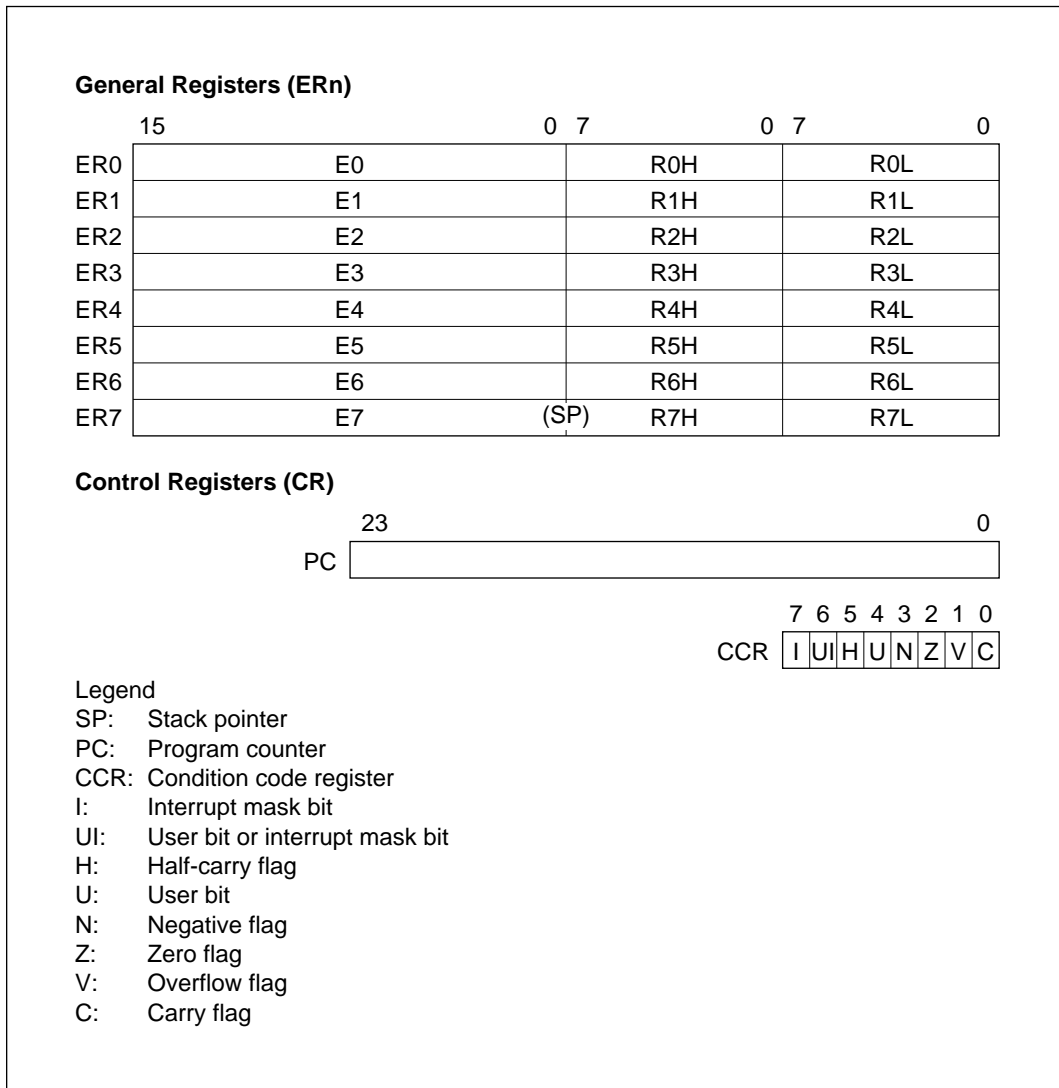 General Registers (ERn)
15 0 7 0 7 0
ER0 E0 R0H R0L
ER1 E1 R1H R1L
ER2 E2 R2H R2L
ER3 E3 R3H R3L
ER4 E4 R4H R4L
ER5 E5 R5H R5L
ER6 E6 R6H R6L
ER7 E7 (SP) R7H R7L
Control Registers (CR)
23 0
PC
7 6 5 4 3 2 1 0
CCR I UI H U N Z V C
Legend
SP: Stack pointer
PC: Program counter
CCR: Condition code register
I: Interrupt mask bit
UI: User bit or interrupt mask bit
H: Half-carry flag
U: User bit
N: Negative flag
Z: Zero flag
V: Overflow flag
C: Carry flag